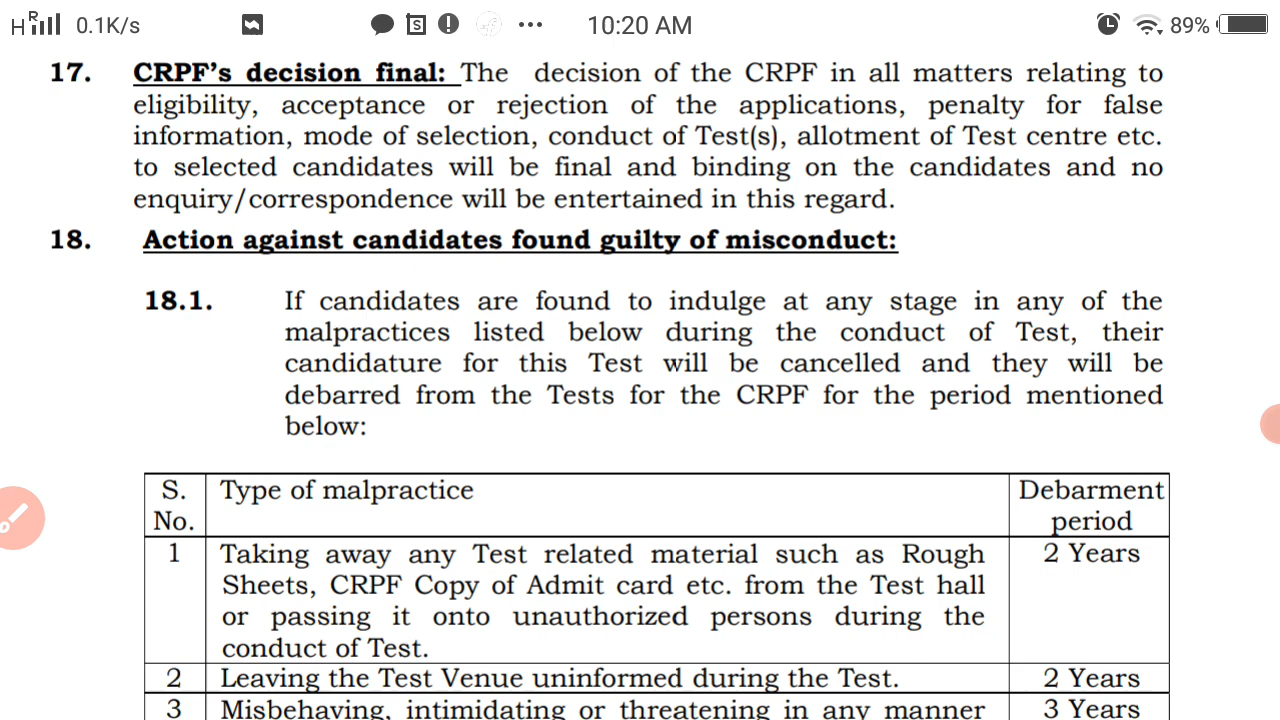 HR 0.1K/s S ! ... 10:20 AM 89%
17. CRPF’s decision final: The decision of the CRPF in all matters relating to
eligibility, acceptance or rejection of the applications, penalty for false
information, mode of selection, conduct of Test(s), allotment of Test centre etc.
to selected candidates will be final and binding on the candidates and no
enquiry/correspondence will be entertained in this regard.
18. Action against candidates found guilty of misconduct:
18.1. If candidates are found to indulge at any stage in any of the
malpractices listed below during the conduct of Test, their
candidature for this Test will be cancelled and they will be
debarred from the Tests for the CRPF for the period mentioned
below:
S. Type of malpractice Debarment
No. period
1 Taking away any Test related material such as Rough 2 Years
Sheets, CRPF Copy of Admit card etc. from the Test hall
or passing it onto unauthorized persons during the
conduct of Test.
2 Leaving the Test Venue uninformed during the Test. 2 Years
3 Misbehaving, intimidating or threatening in any manner 3 Years